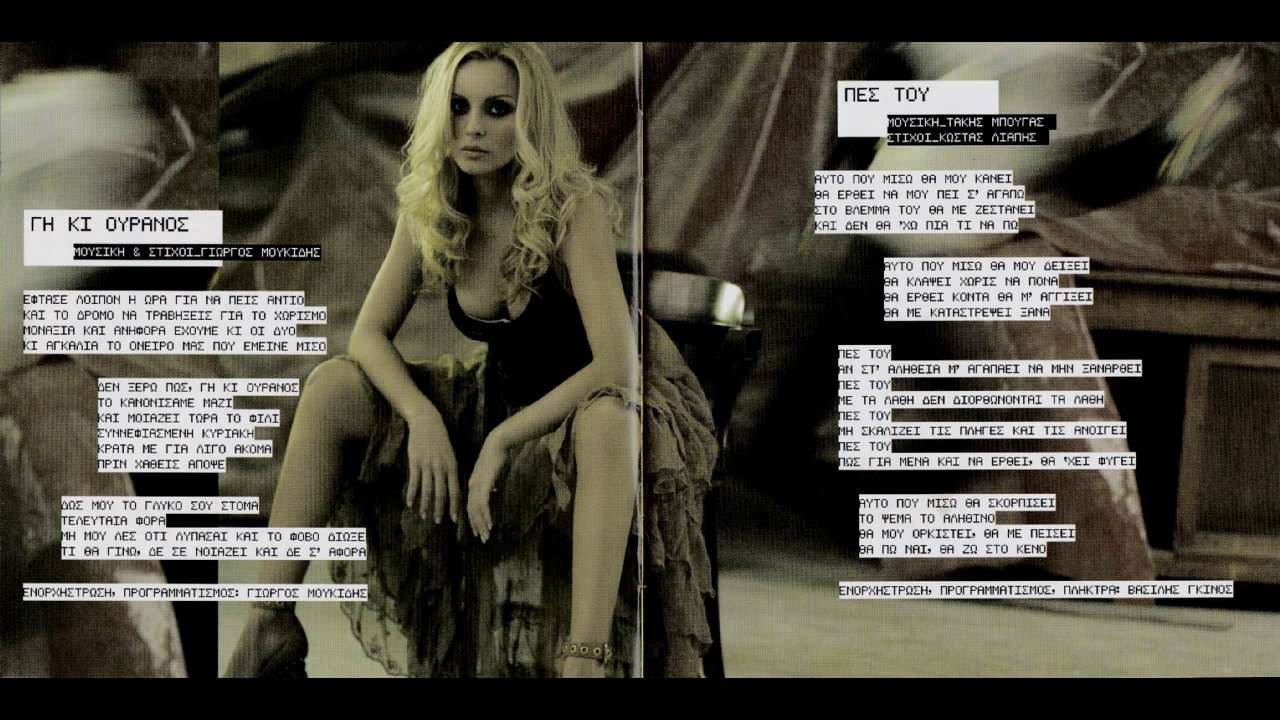 ΓΗ ΚΙ ΟΥΡΑΝΟΣ
ΜΟΥΣΙΚΗ & ΣΤΙΧΟΙ_ΓΙΩΡΓΟΣ ΜΟΥΚΙΔΗΣ
ΕΦΤΑΣΕ ΛΟΙΠΟΝ Η ΩΡΑ ΓΙΑ ΝΑ ΠΕΙΣ ΑΝΤΙΟ
ΚΑΙ ΤΟ ΔΡΟΜΟ ΝΑ ΤΡΑΒΗΞΕΙΣ ΓΙΑ ΤΟ ΧΩΡΙΣΜΟ
ΜΟΝΑΞΙΑ ΚΑΙ ΑΝΗΦΟΡΑ ΕΧΟΥΜΕ ΚΙ ΟΙ ΔΥΟ
ΚΙ ΑΓΚΑΛΙΑ ΤΟ ΟΝΕΙΡΟ ΜΑΣ ΠΟΥ ΕΜΕΙΝΕ ΜΙΣΟ
ΔΕΝ ΞΕΡΩ ΠΩΣ, ΓΗ ΚΙ ΟΥΡΑΝΟΣ
ΤΟ ΚΑΝΟΝΙΣΑΜΕ ΜΑΖΙ
ΚΑΙ ΜΟΙΑΖΕΙ ΤΩΡΑ ΤΟ ΦΙΛΙ
ΣΥΝΝΕΦΙΑΣΜΕΝΗ ΚΥΡΙΑΚΗ
ΚΡΑΤΑ ΜΕ ΓΙΑ ΛΙΓΟ ΑΚΟΜΑ
ΠΡΙΝ ΧΑΘΕΙΣ ΑΠΟΨΕ
ΔΩΣ ΜΟΥ ΤΟ ΓΛΥΚΟ ΣΟΥ ΣΤΟΜΑ
ΤΕΛΕΥΤΑΙΑ ΦΟΡΑ
ΜΗ ΜΟΥ ΛΕΣ ΟΤΙ ΛΥΠΑΣΑΙ ΚΑΙ ΤΟ ΦΟΒΟ ΔΙΩΞΕ
ΤΙ ΘΑ ΓΙΝΩ, ΔΕ ΣΕ ΝΟΙΑΖΕΙ ΚΑΙ ΔΕ Σ' ΑΦΟΡΑ
ΕΝΟΡΧΗΣΤΡΩΣΗ, ΠΡΟΓΡΑΜΜΑΤΙΣΜΟΣ: ΓΙΩΡΓΟΣ ΜΟΥΚΙΔΗΣ
ΠΕΣ ΤΟΥ
ΜΟΥΣΙΚΗ_ΤΑΚΗΣ ΜΠΟΥΓΑΣ
ΣΤΙΧΟΙ_ΚΩΣΤΑΣ ΛΙΑΠΗΣ
ΑΥΤΟ ΠΟΥ ΜΙΣΩ ΘΑ ΜΟΥ ΚΑΝΕΙ
ΘΑ ΕΡΘΕΙ ΝΑ ΜΟΥ ΠΕΙ Σ' ΑΓΑΠΩ
ΣΤΟ ΒΛΕΜΜΑ ΤΟΥ ΘΑ ΜΕ ΖΕΣΤΑΝΕΙ
ΚΑΙ ΔΕΝ ΘΑ 'ΧΩ ΠΙΑ ΤΙ ΝΑ ΠΩ
ΑΥΤΟ ΠΟΥ ΜΙΣΩ ΘΑ ΜΟΥ ΔΕΙΞΕΙ
ΘΑ ΚΛΑΨΕΙ ΧΩΡΙΣ ΝΑ ΠΟΝΑ
ΘΑ ΕΡΘΕΙ ΚΟΝΤΑ ΘΑ Μ' ΑΓΓΙΞΕΙ
ΘΑ ΜΕ ΚΑΤΑΣΤΡΕΨΕΙ ΞΑΝΑ
ΠΕΣ ΤΟΥ
ΑΝ ΣΤ' ΑΛΗΘΕΙΑ Μ' ΑΓΑΠΑΕΙ ΝΑ ΜΗΝ ΞΑΝΑΡΘΕΙ
ΠΕΣ ΤΟΥ
ΜΕ ΤΑ ΛΑΘΗ ΔΕΝ ΔΙΟΡΘΩΝΟΝΤΑΙ ΤΑ ΛΑΘΗ
ΠΕΣ ΤΟΥ
ΜΗ ΣΚΑΛΙΖΕΙ ΤΙΣ ΠΛΗΓΕΣ ΚΑΙ ΤΙΣ ΑΝΟΙΓΕΙ
ΠΕΣ ΤΟΥ
ΠΩΣ ΓΙΑ ΜΕΝΑ ΚΑΙ ΝΑ ΕΡΘΕΙ, ΘΑ 'ΧΕΙ ΦΥΓΕΙ
ΑΥΤΟ ΠΟΥ ΜΙΣΩ ΘΑ ΣΚΟΡΠΙΣΕΙ
ΤΟ ΨΕΜΑ ΤΟ ΑΛΗΘΙΝΟ
ΘΑ ΜΟΥ ΟΡΚΙΣΤΕΙ, ΘΑ ΜΕ ΠΕΙΣΕΙ
ΘΑ ΠΩ ΝΑΙ, ΘΑ ΖΩ ΣΤΟ ΚΕΝΟ
ΕΝΟΡΧΗΣΤΡΩΣΗ, ΠΡΟΓΡΑΜΜΑΤΙΣΜΟΣ, ΠΛΗΚΤΡΑ: ΒΑΣΙΛΗΣ ΓΚΙΝΟΣ